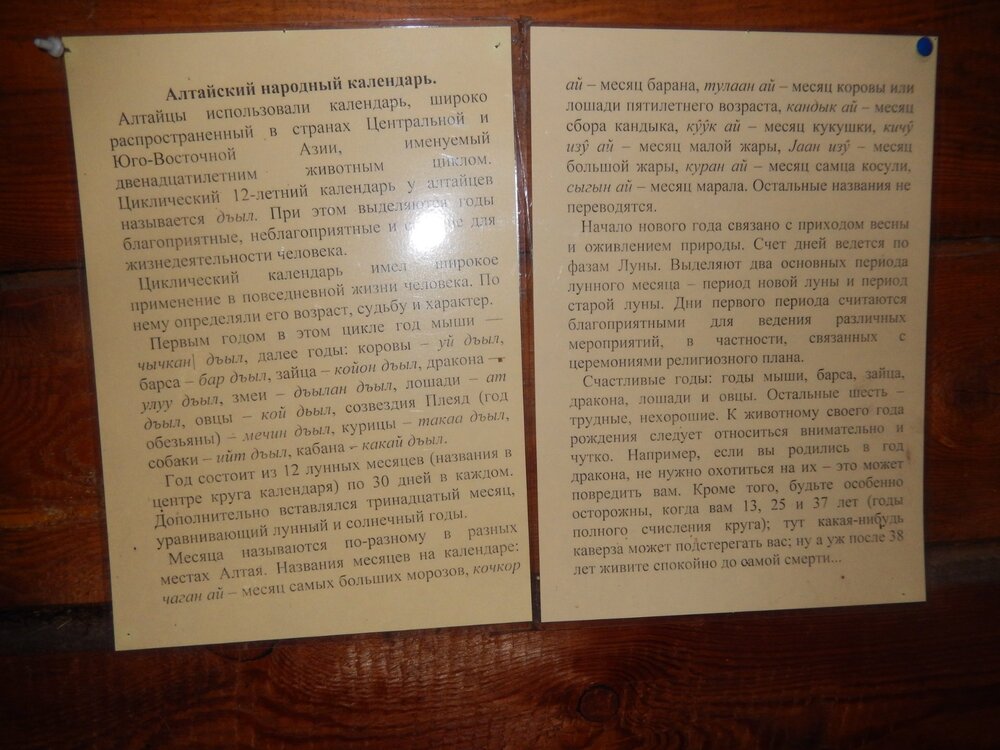 Алтайский народный календарь.
Алтайцы использовали календарь, широко
распространенный в странах Центральной и
Юго-Восточной Азии, именуемый
двенадцатилетним животным циклом.
Циклический 12-летний календарь у алтайцев
называется дъыл. При этом выделяются годы
благоприятные, неблагоприятные и для
жизнедеятельности человека.
Циклический календарь имел широкое
применение в повседневной жизни человека. По
нему определяли его возраст, судьбу и характер.
Первым годом в этом цикле год мыши —
чычкан| дъыл, далее годы: коровы – уй дъыл,
барса – бар дъыл, зайца – койон дъыл, дракона –
улуу дъыл, змеи – дъылан дъыл, лошади – ат
дъыл, овцы – кой дьыл, созвездия Плеяд (год
обезьяны) – мечин дъыл, курицы – такаа дъыл,
собаки – ийт дъыл, кабана – какай дъыл.
Год состоит из 12 лунных месяцев (названия в
центре круга календаря) по 30 дней в каждом.
Дополнительно вставлялся тринадцатый месяц,
уравнивающий лунный и солнечный годы.
Месяца называются по-разному в разных
местах Алтая. Названия месяцев на календаре:
чаган ай – месяц самых больших морозов, кочкор
ай – месяц барана, тулаан ай – месяц коровы или
лошади пятилетнего возраста, кандык ай – месяц
сбора кандыка, кӱӱк ай – месяц кукушки, кичӱ
изӱ ай – месяц малой жары, Јаан изӱ – месяц
большой жары, куран ай – месяц самца косули,
сыгын ай – месяц марала. Остальные названия не
переводятся.
Начало нового года связано с приходом весны
и оживлением природы. Счет дней ведется по
фазам Луны. Выделяют два основных периода
лунного месяца – период новой луны и период
старой луны. Дни первого периода считаются
благоприятными для ведения различных
мероприятий, в частности, связанных с
церемониями религиозного плана.
Счастливые годы: годы мыши, барса, зайца,
дракона, лошади и овцы. Остальные шесть –
трудные, нехорошие. К животному своего года
рождения следует относиться внимательно и
чутко. Например, если вы родились в год
дракона, не нужно охотиться на их – это может
повредить вам. Кроме того, будьте особенно
осторожны, когда вам 13, 25 и 37 лет (годы
полного счисления круга); тут какая-нибудь
каверза может подстерегать вас; ну а уж после 38
лет живите спокойно до самой смерти...